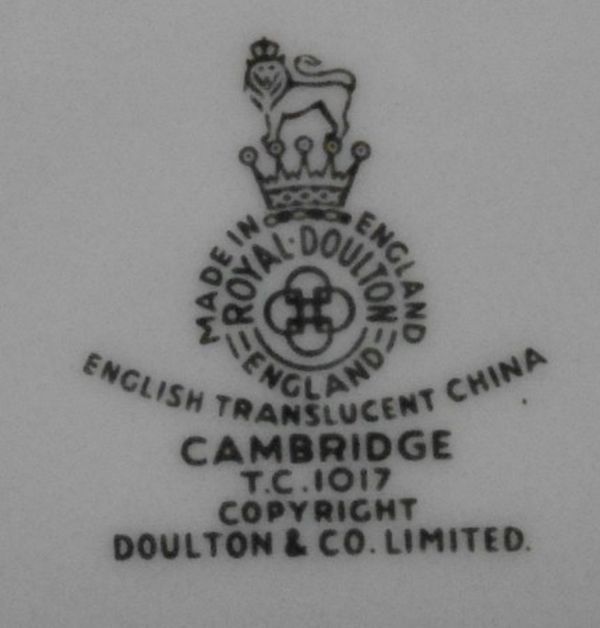 MADE IN ENGLAND
ROYAL·DOULTON
ENGLAND
ENGLISH TRANSLUCENT CHINA
CAMBRIDGE
T.C.1017
COPYRIGHT
DOULTON & CO. LIMITED.